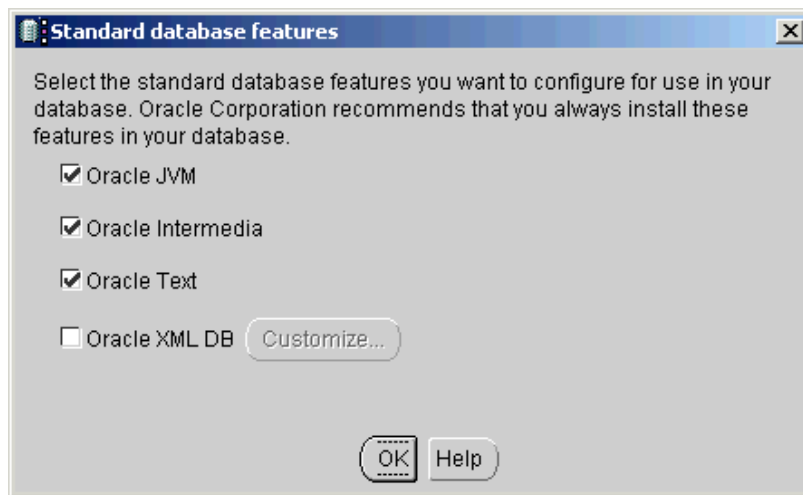 Standard database features
Select the standard database features you want to configure for use in your
database. Oracle Corporation recommends that you always install these
features in your database.
Oracle JVM
Oracle Intermedia
Oracle Text
Oracle XML DB Customize...
OK Help